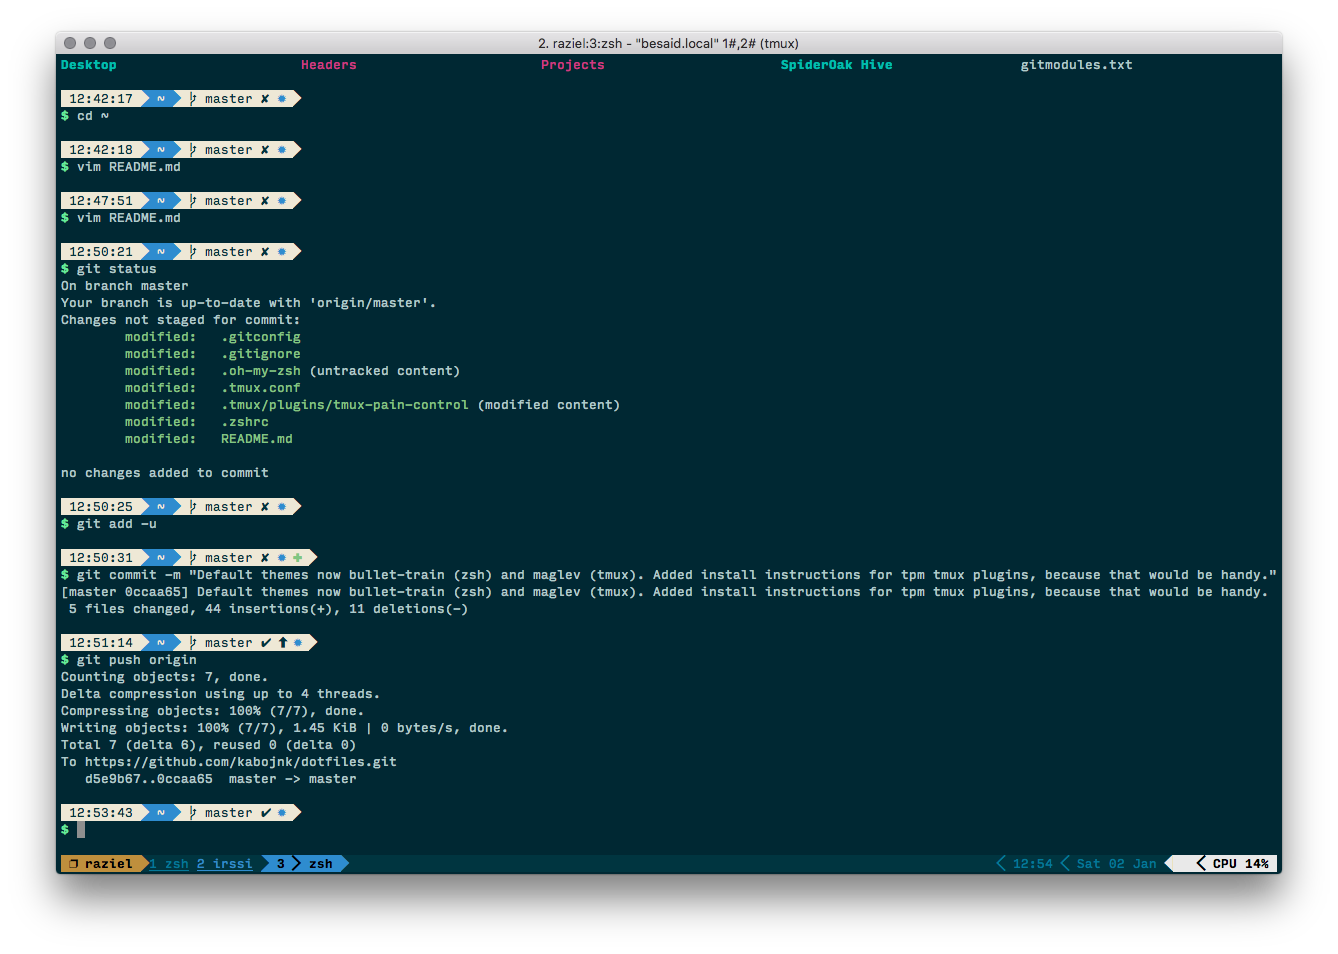 2. raziel:3:zsh - "besaid.local" 1#,2# (tmux)
Desktop Headers Projects SpiderOak Hive gitmodules.txt
12:42:17 ~ master ✘ ✹
$ cd ~
12:42:18 ~ master ✘ ✹
$ vim README.md
12:47:51 ~ master ✘ ✹
$ vim README.md
12:50:21 ~ master ✘ ✹
$ git status
On branch master
Your branch is up-to-date with 'origin/master'.
Changes not staged for commit:
modified: .gitconfig
modified: .gitignore
modified: .oh-my-zsh (untracked content)
modified: .tmux.conf
modified: .tmux/plugins/tmux-pain-control (modified content)
modified: .zshrc
modified: README.md
no changes added to commit
12:50:25 ~ master ✘ ✹
$ git add -u
12:50:31 ~ master ✘ ✹ ✚
$ git commit -m "Default themes now bullet-train (zsh) and maglev (tmux). Added install instructions for tpm tmux plugins, because that would be handy."
[master 0ccaa65] Default themes now bullet-train (zsh) and maglev (tmux). Added install instructions for tpm tmux plugins, because that would be handy.
5 files changed, 44 insertions(+), 11 deletions(-)
12:51:14 ~ master ✔ ⬆ ✹
$ git push origin
Counting objects: 7, done.
Delta compression using up to 4 threads.
Compressing objects: 100% (7/7), done.
Writing objects: 100% (7/7), 1.45 KiB | 0 bytes/s, done.
Total 7 (delta 6), reused 0 (delta 0)
To https://github.com/kabojnk/dotfiles.git
d5e9b67..0ccaa65 master -> master
12:53:43 ~ master ✔ ✹
$
❐ raziel 1 zsh 2 irssi 3 zsh 12:54 Sat 02 Jan CPU 14%